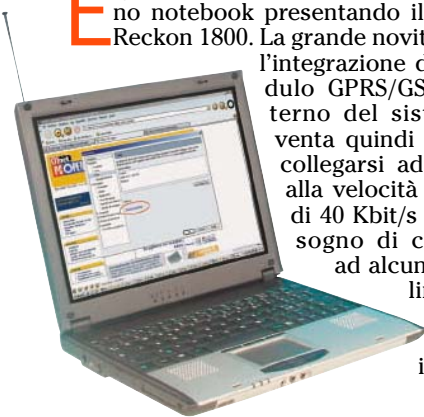 E no notebook presentando il
Reckon 1800. La grande novit
l'integrazione d
dulo GPRS/GS
terno del sist
venta quindi
collegarsi ad
alla velocità
di 40 Kbit/s
sogno di c
ad alcun
lin
i